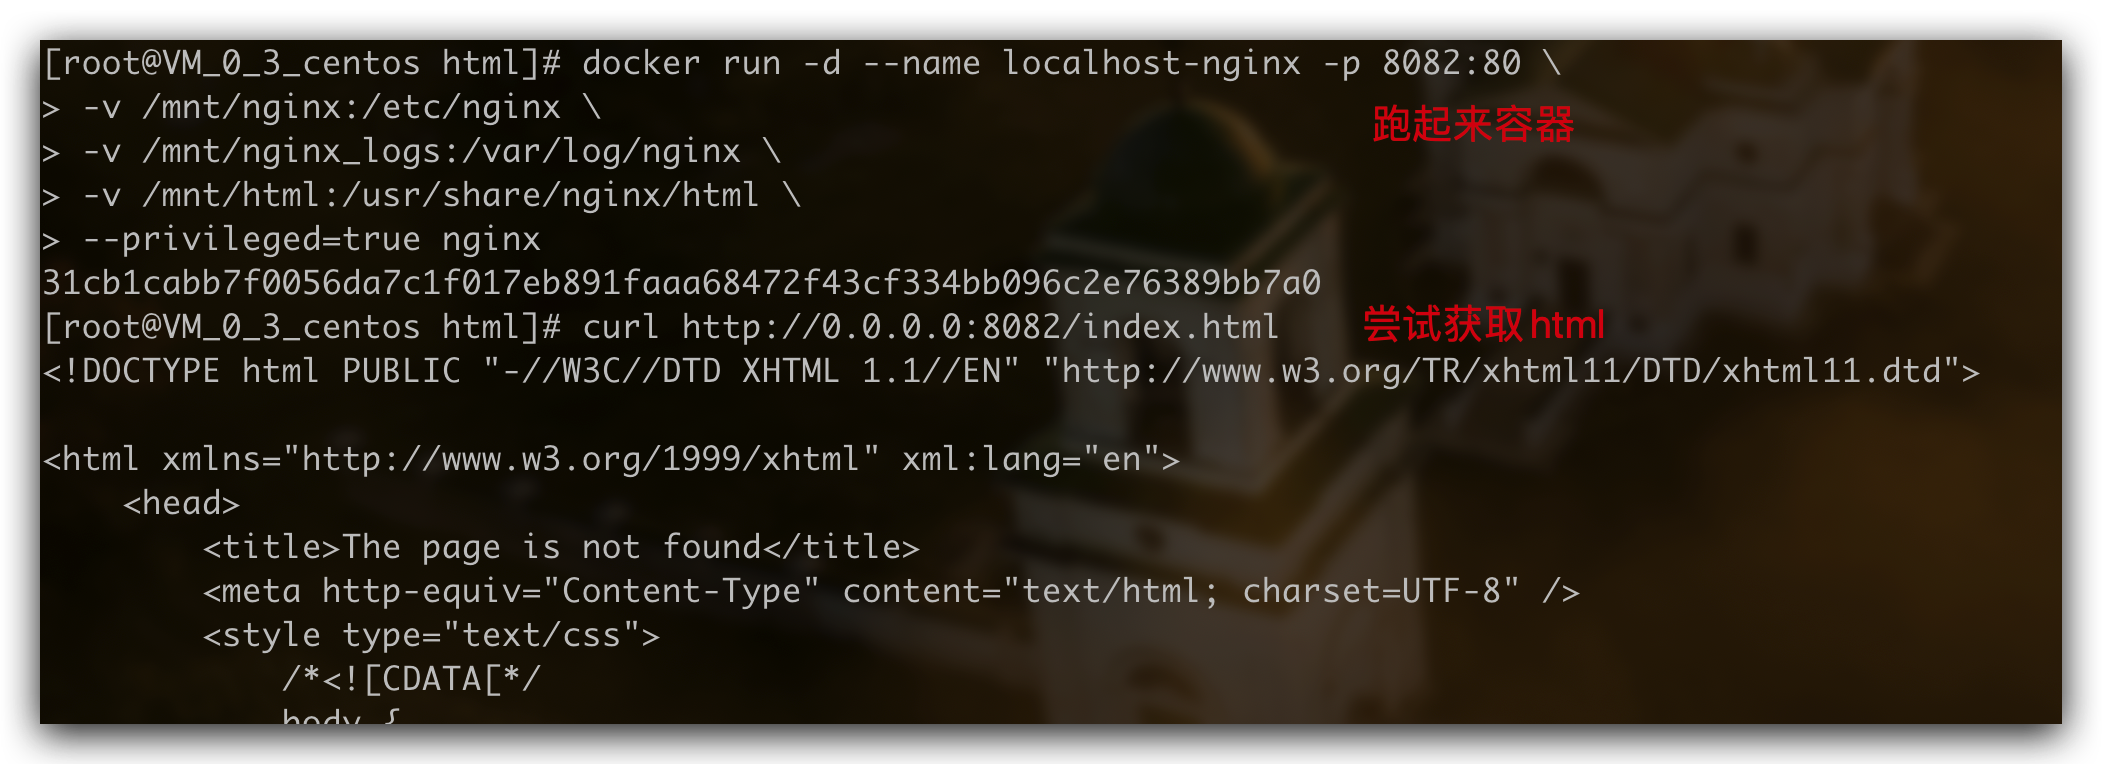 [root@VM_0_3_centos html]# docker run -d --name localhost-nginx -p 8082:80 \
> -v /mnt/nginx:/etc/nginx \
跑起来容器
> -v /mnt/nginx_logs:/var/log/nginx \
> -v /mnt/html:/usr/share/nginx/html \
> --privileged=true nginx
31cb1cabb7f0056da7c1f017eb891faaa68472f43cf334bb096c2e76389bb7a0
[root@VM_0_3_centos html]# curl http://0.0.0.0:8082/index.html
尝试获取html
<!DOCTYPE html PUBLIC "-//W3C//DTD XHTML 1.1//EN" "http://www.w3.org/TR/xhtml11/DTD/xhtml11.dtd">
<html xmlns="http://www.w3.org/1999/xhtml" xml:lang="en">
<head>
<title>The page is not found</title>
<meta http-equiv="Content-Type" content="text/html; charset=UTF-8" />
<style type="text/css">
/*<![CDATA[*/
body {